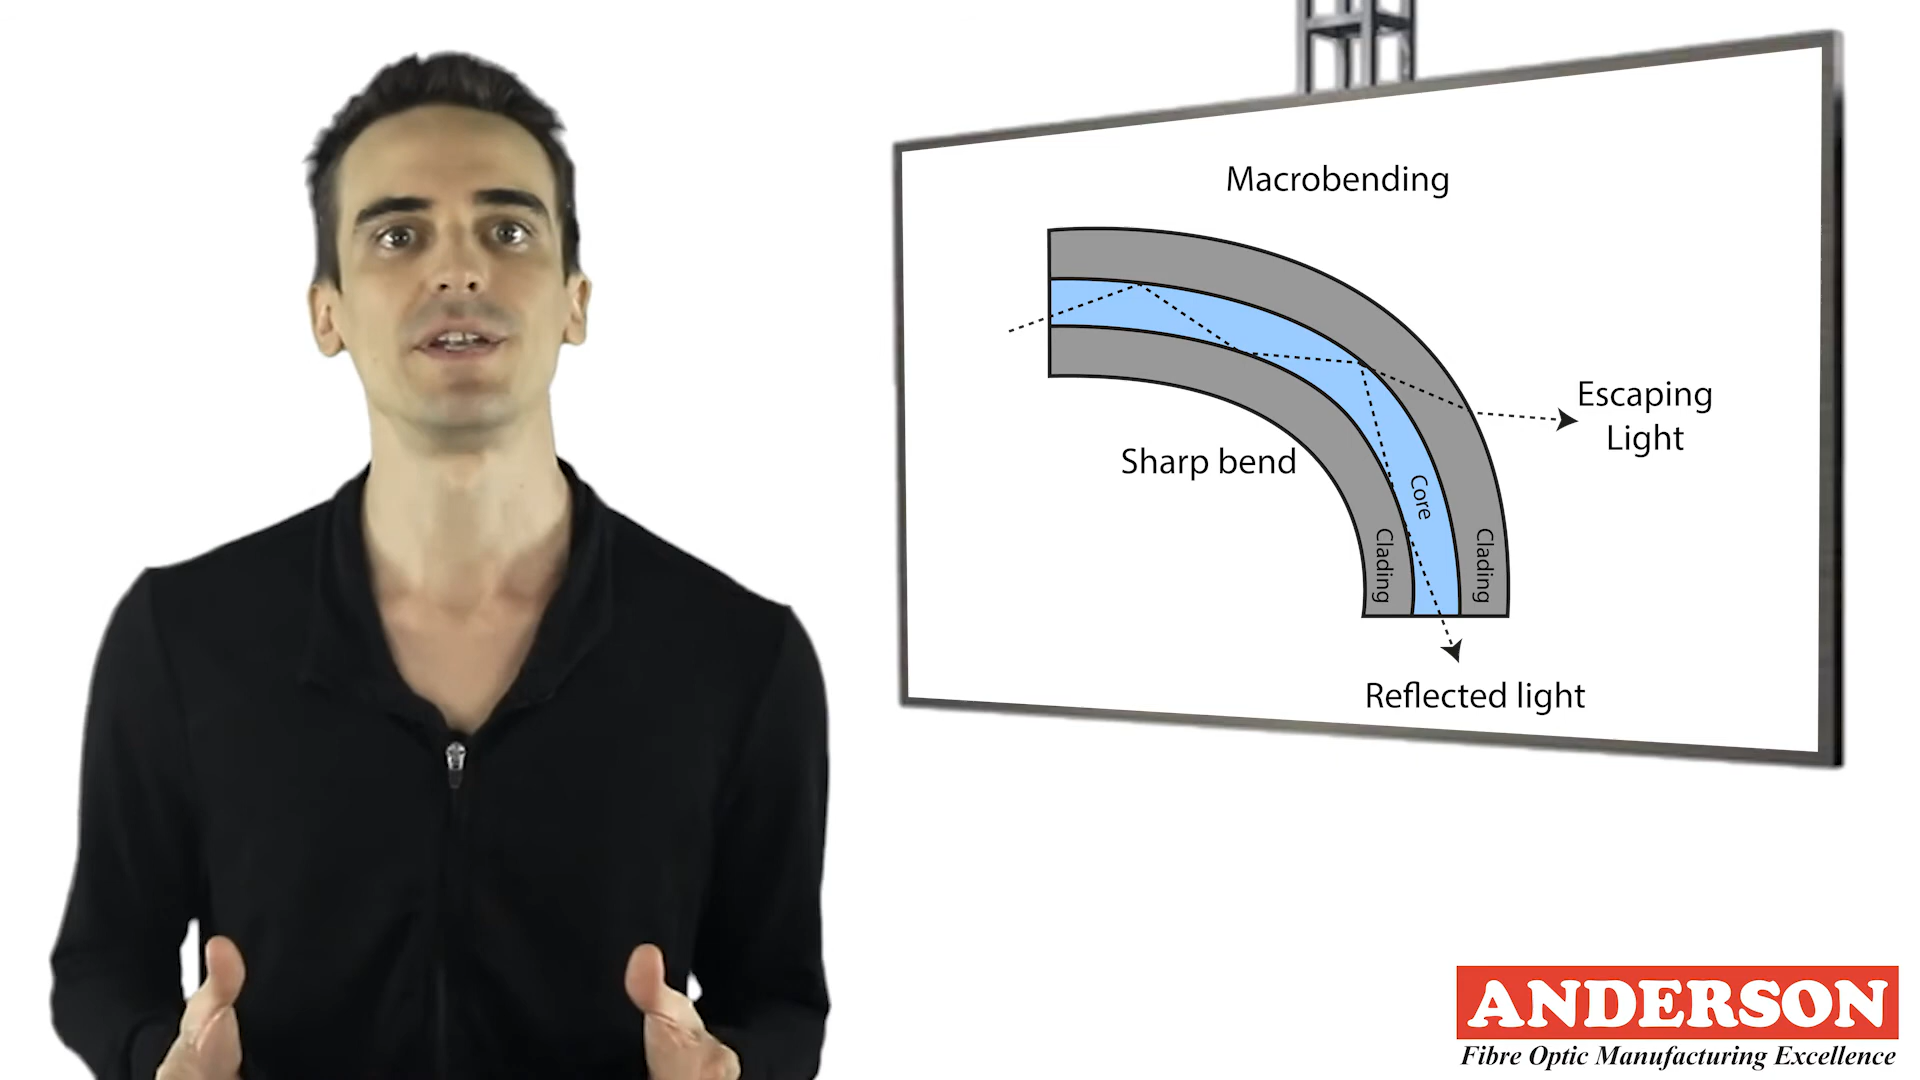 Macrobending
Escaping
Light
Sharp bend
Core
Clading
Clading
Reflected light
ANDERSON
Fibre Optic Manufacturing Excellence